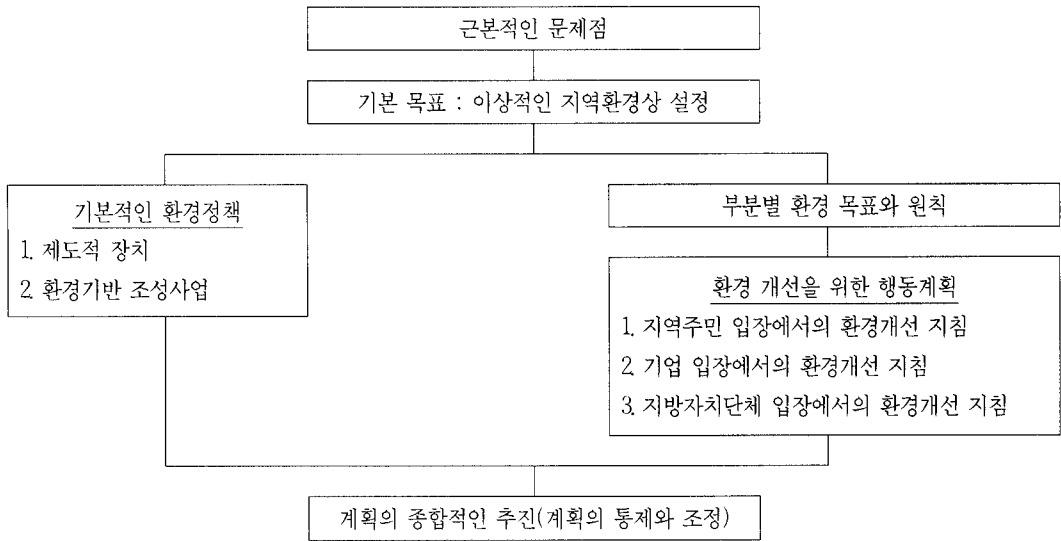 근본적인 문제점
기본 목표 : 이상적인 지역환경상 설정
기본적인 환경정책
1. 제도적 장치
2. 환경기반 조성사업
부분별 환경 목표와 원칙
환경 개선을 위한 행동계획
1. 지역주민 입장에서의 환경개선 지침
2. 기업 입장에서의 환경개선 지침
3. 지방자치단체 입장에서의 환경개선 지침
계획의 종합적인 추진(계획의 통제와 조정)